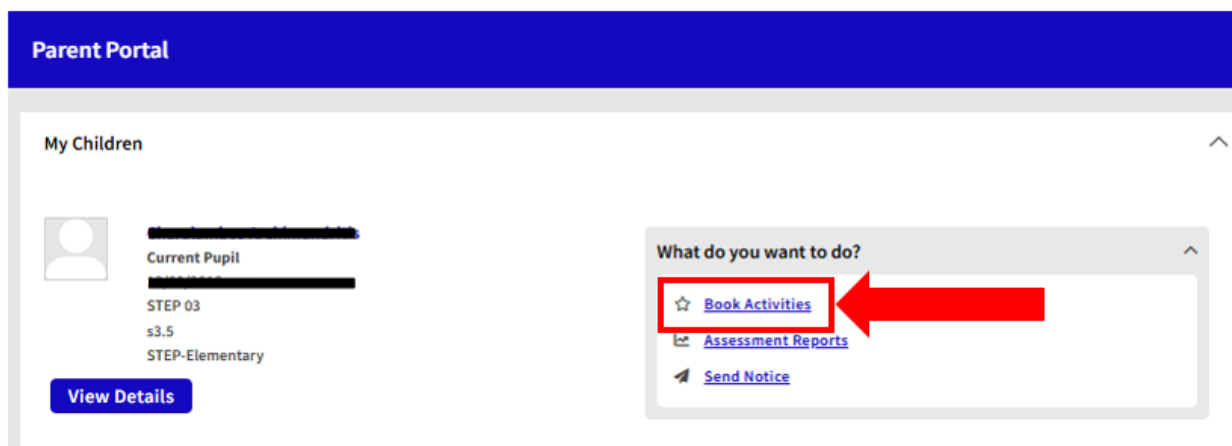 Parent Portal
My Children
Current Pupil
STEP 03
s3.5
STEP-Elementary
View Details
What do you want to do?
Book Activities
Assessment Reports
Send Notice